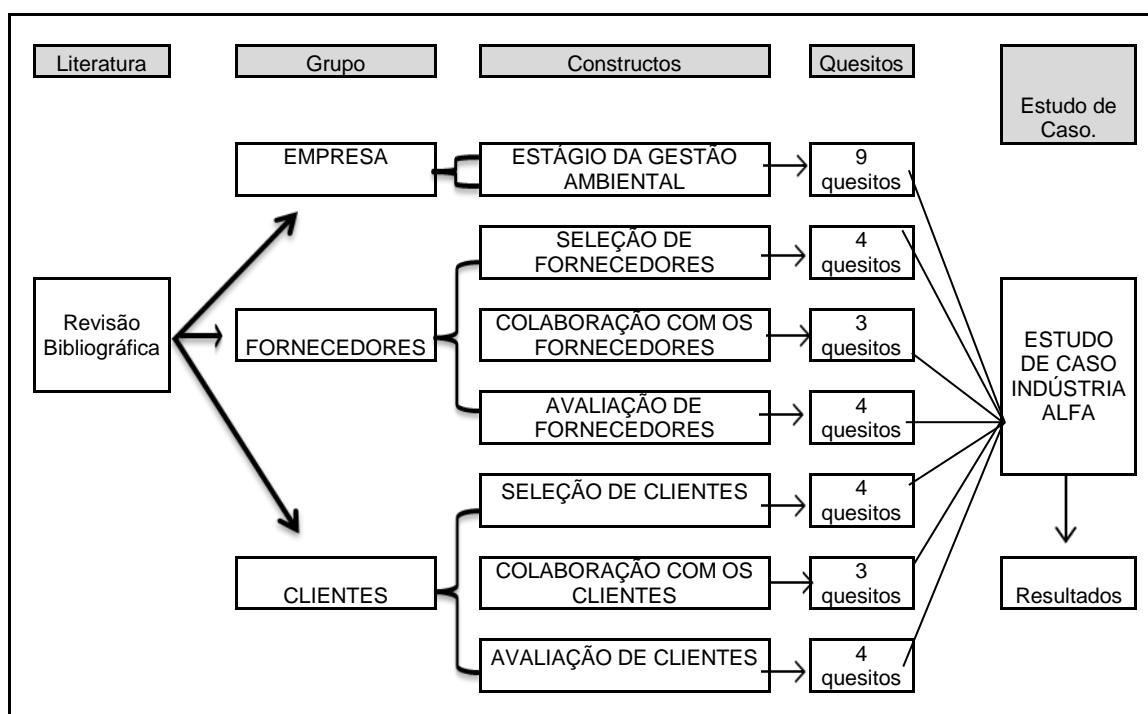 Literatura
Grupo
Constructos
Quesitos
Estudo de
Caso.
EMPRESA
ESTÁGIO DA GESTÃO
AMBIENTAL
9
quesitos
SELEÇÃO DE
FORNECEDORES
4
quesitos
Revisão
Bibliográfica
FORNECEDORES
COLABORAÇÃO COM OS
FORNECEDORES
3
quesitos
ESTUDO
DE CASO
INDÚSTRIA
ALFA
AVALIAÇÃO DE
FORNECEDORES
4
quesitos
SELEÇÃO DE CLIENTES
4
quesitos
CLIENTES
COLABORAÇÃO COM OS
CLIENTES
3
quesitos
Resultados
AVALIAÇÃO DE CLIENTES
4
quesitos